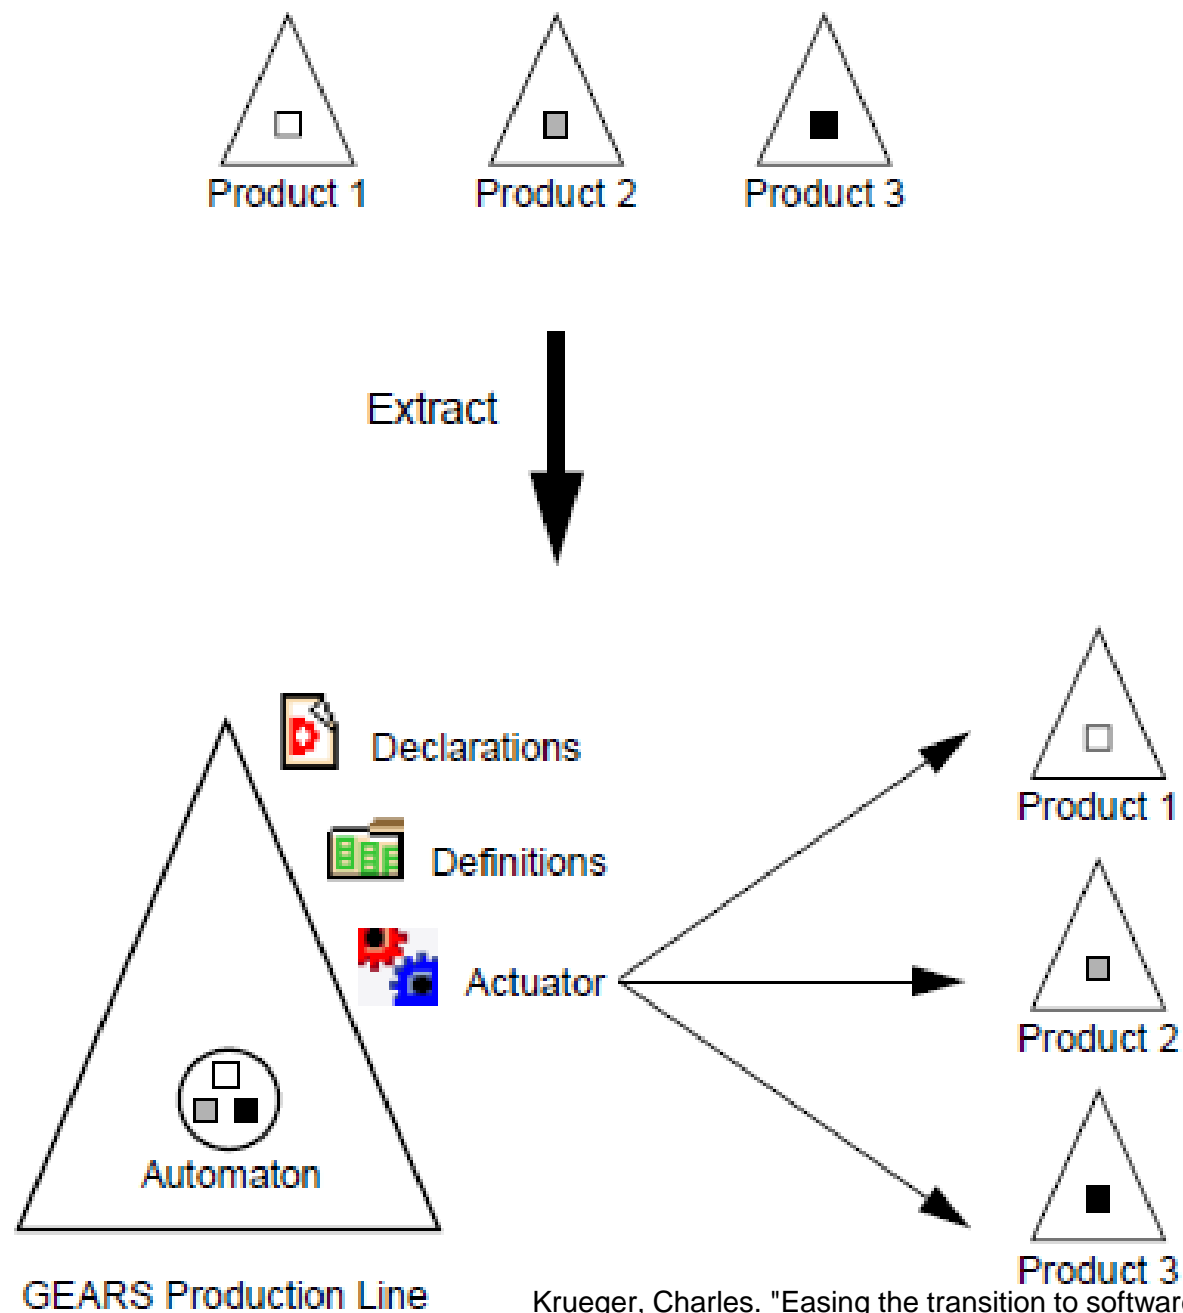 Product 1
Product 2
Product 3
Extract
Declarations
Definitions
Actuator
Automaton
Product 1
Product 2
Product 3
GEARS Production Line
Krueger, Charles. "Easing the transition to software